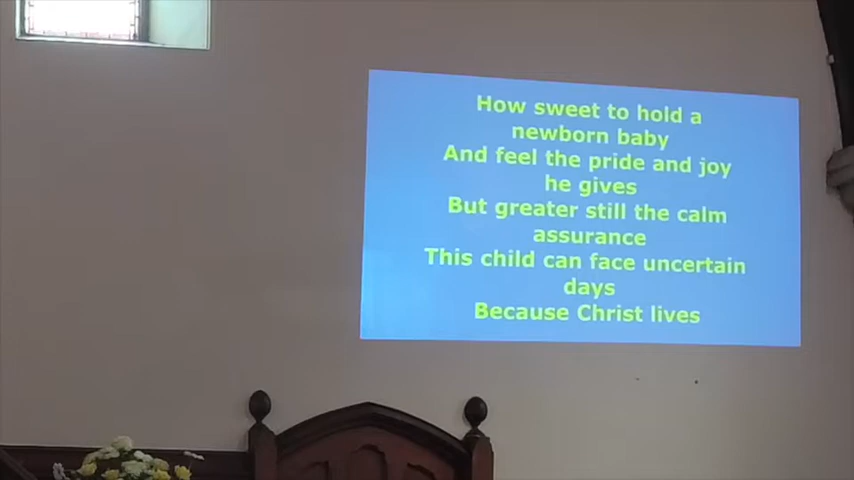 How sweet to hold a
newborn baby
And feel the pride and joy
he gives
But greater still the calm
assurance
This child can face uncertain
days
Because Christ lives